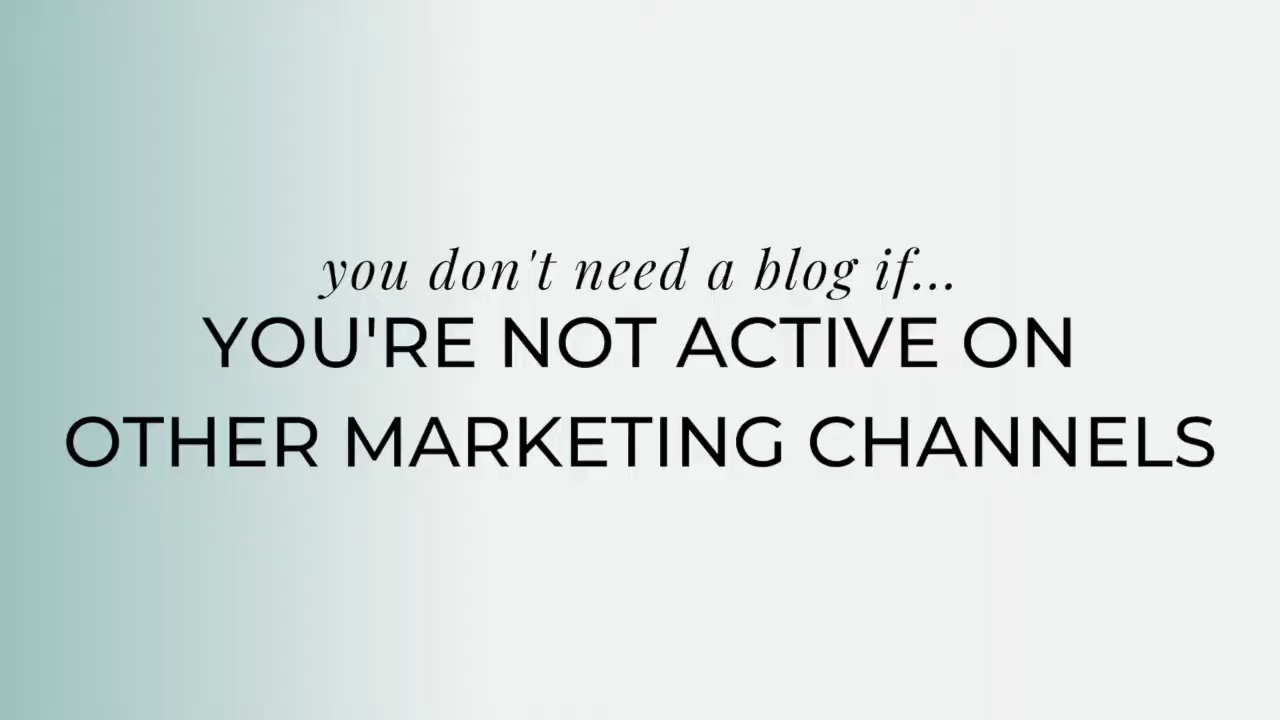 you don't need a blog if...
YOU'RE NOT ACTIVE ON
OTHER MARKETING CHANNELS